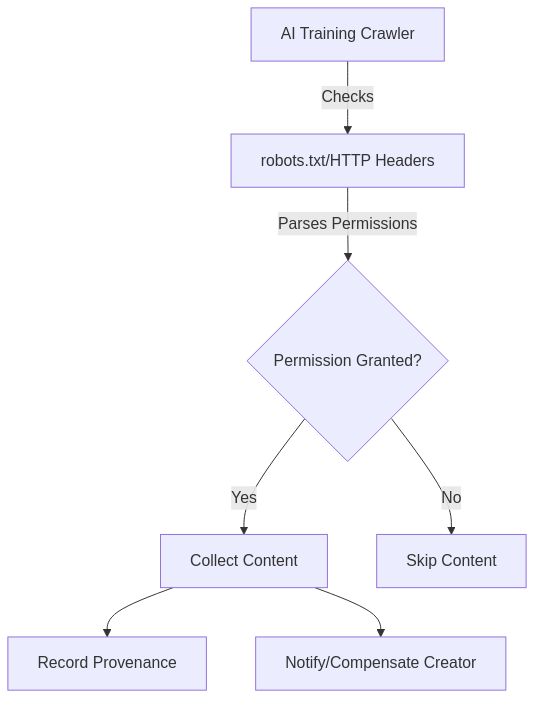 AI Training Crawler
Checks
robots.txt/HTTP Headers
Parses Permissions
Permission Granted?
Yes
No
Collect Content
Skip Content
Record Provenance
Notify/Compensate Creator